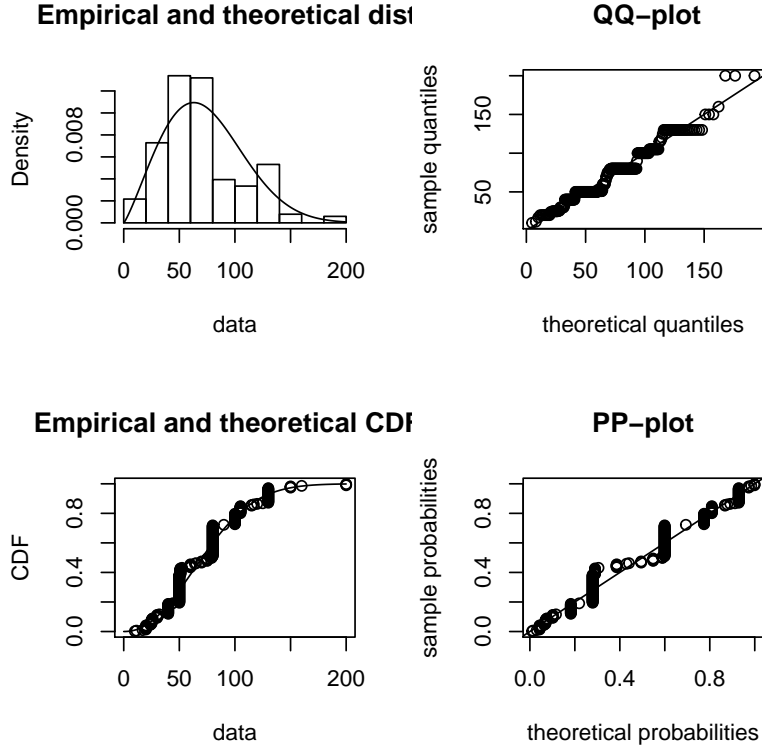 Empirical and theoretical dist
Density
0.000
0.008
0
50
100
200
data
QQ−plot
sample quantiles
50
150
0
50
100
150
theoretical quantiles
Empirical and theoretical CDF
CDF
0.0
0.4
0.8
0
50
100
200
data
PP−plot
sample probabilities
0.0
0.4
0.8
0.0
0.4
0.8
theoretical probabilities